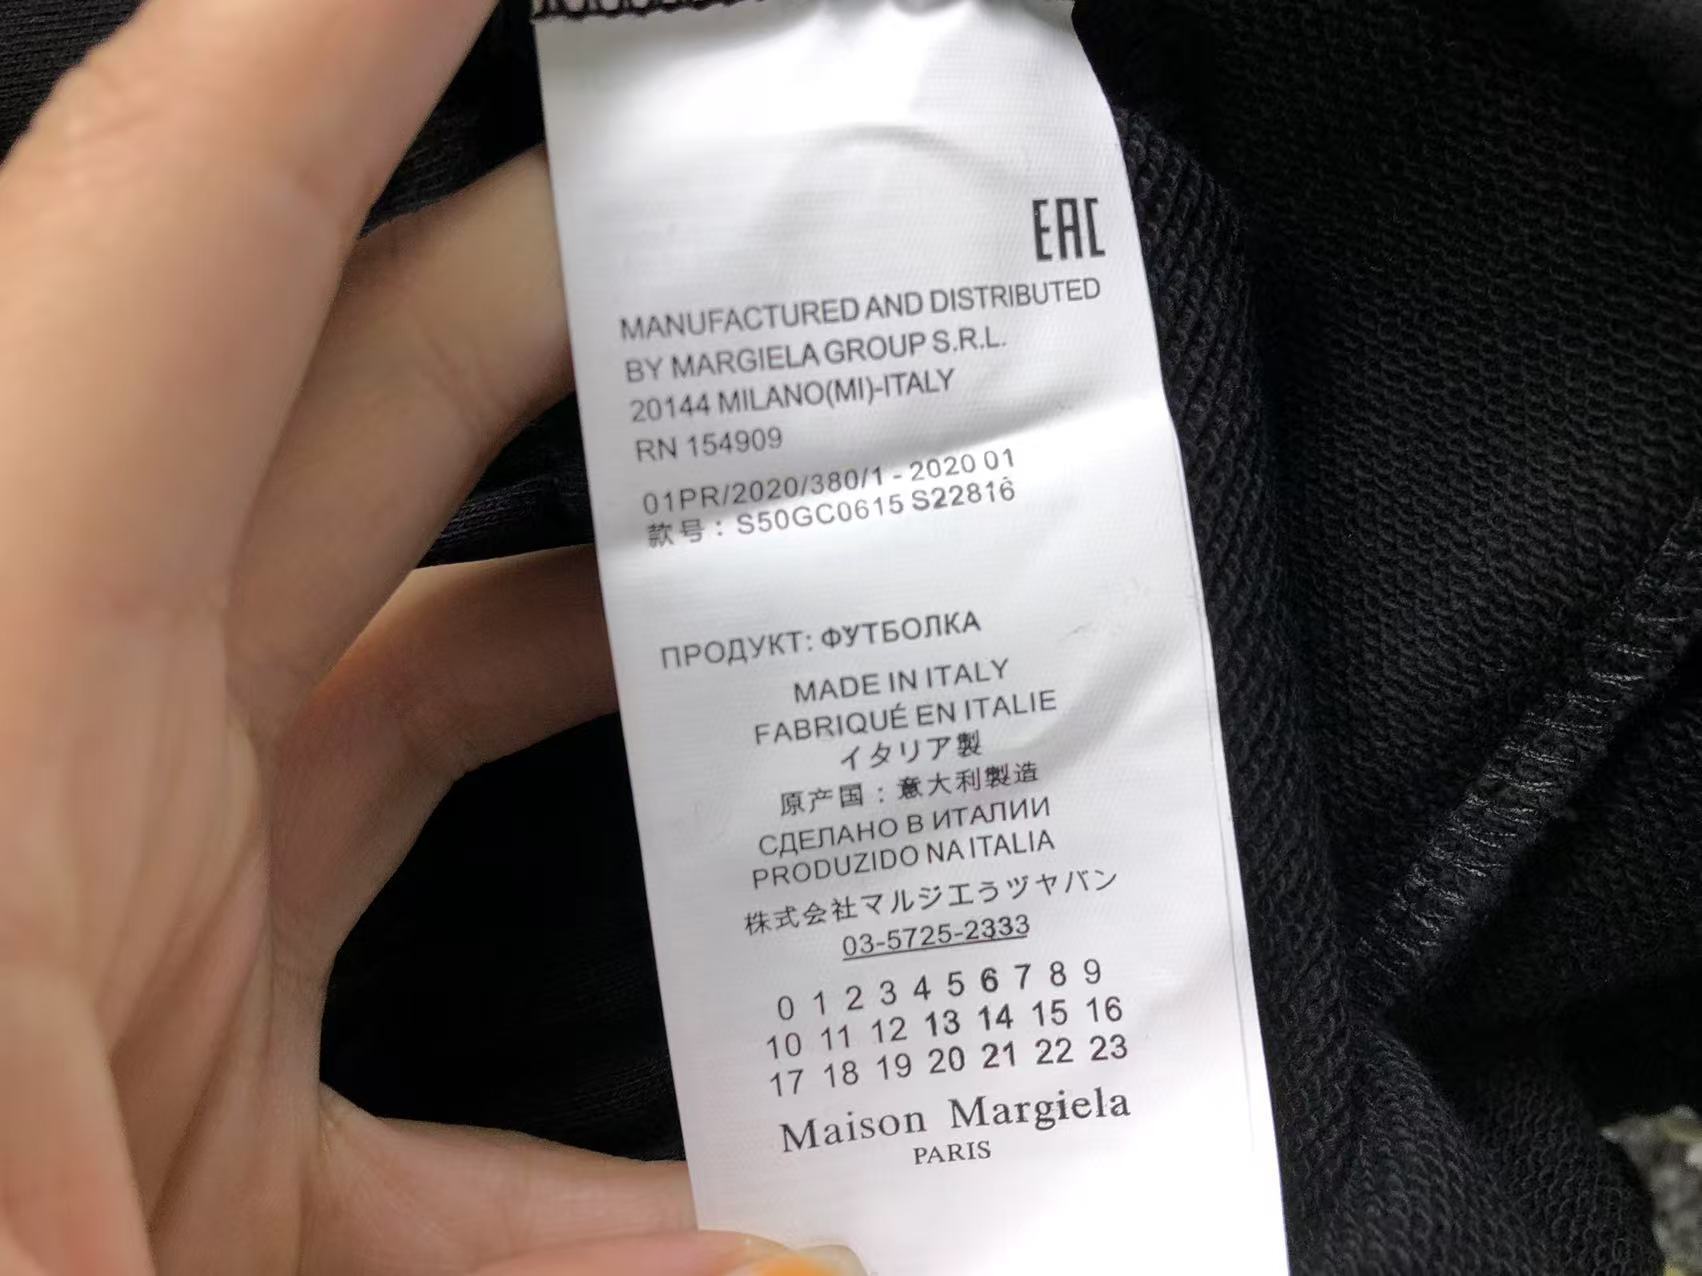 EAC
MANUFACTURED AND DISTRIBUTED
BY MARGIELA GROUP S.R.L.
20144 MILANO(MI)-ITALY
RN 154909
01PR/2020/380/1 - 2020 01
款号：S50GC0615 S22816
ПРОДУКТ: ФУТБОЛКА
MADE IN ITALY
FABRIQUÉ EN ITALIE
イタリア製
原产国：意大利製造
СДЕЛАНО В ИТАЛИИ
PRODUZIDO NA ITALIA
株式会社マルジエうヅヤバン
03-5725-2333
0 1 2 3 4 5 6 7 8 9
10 11 12 13 14 15 16
17 18 19 20 21 22 23
Maison Margiela
PARIS